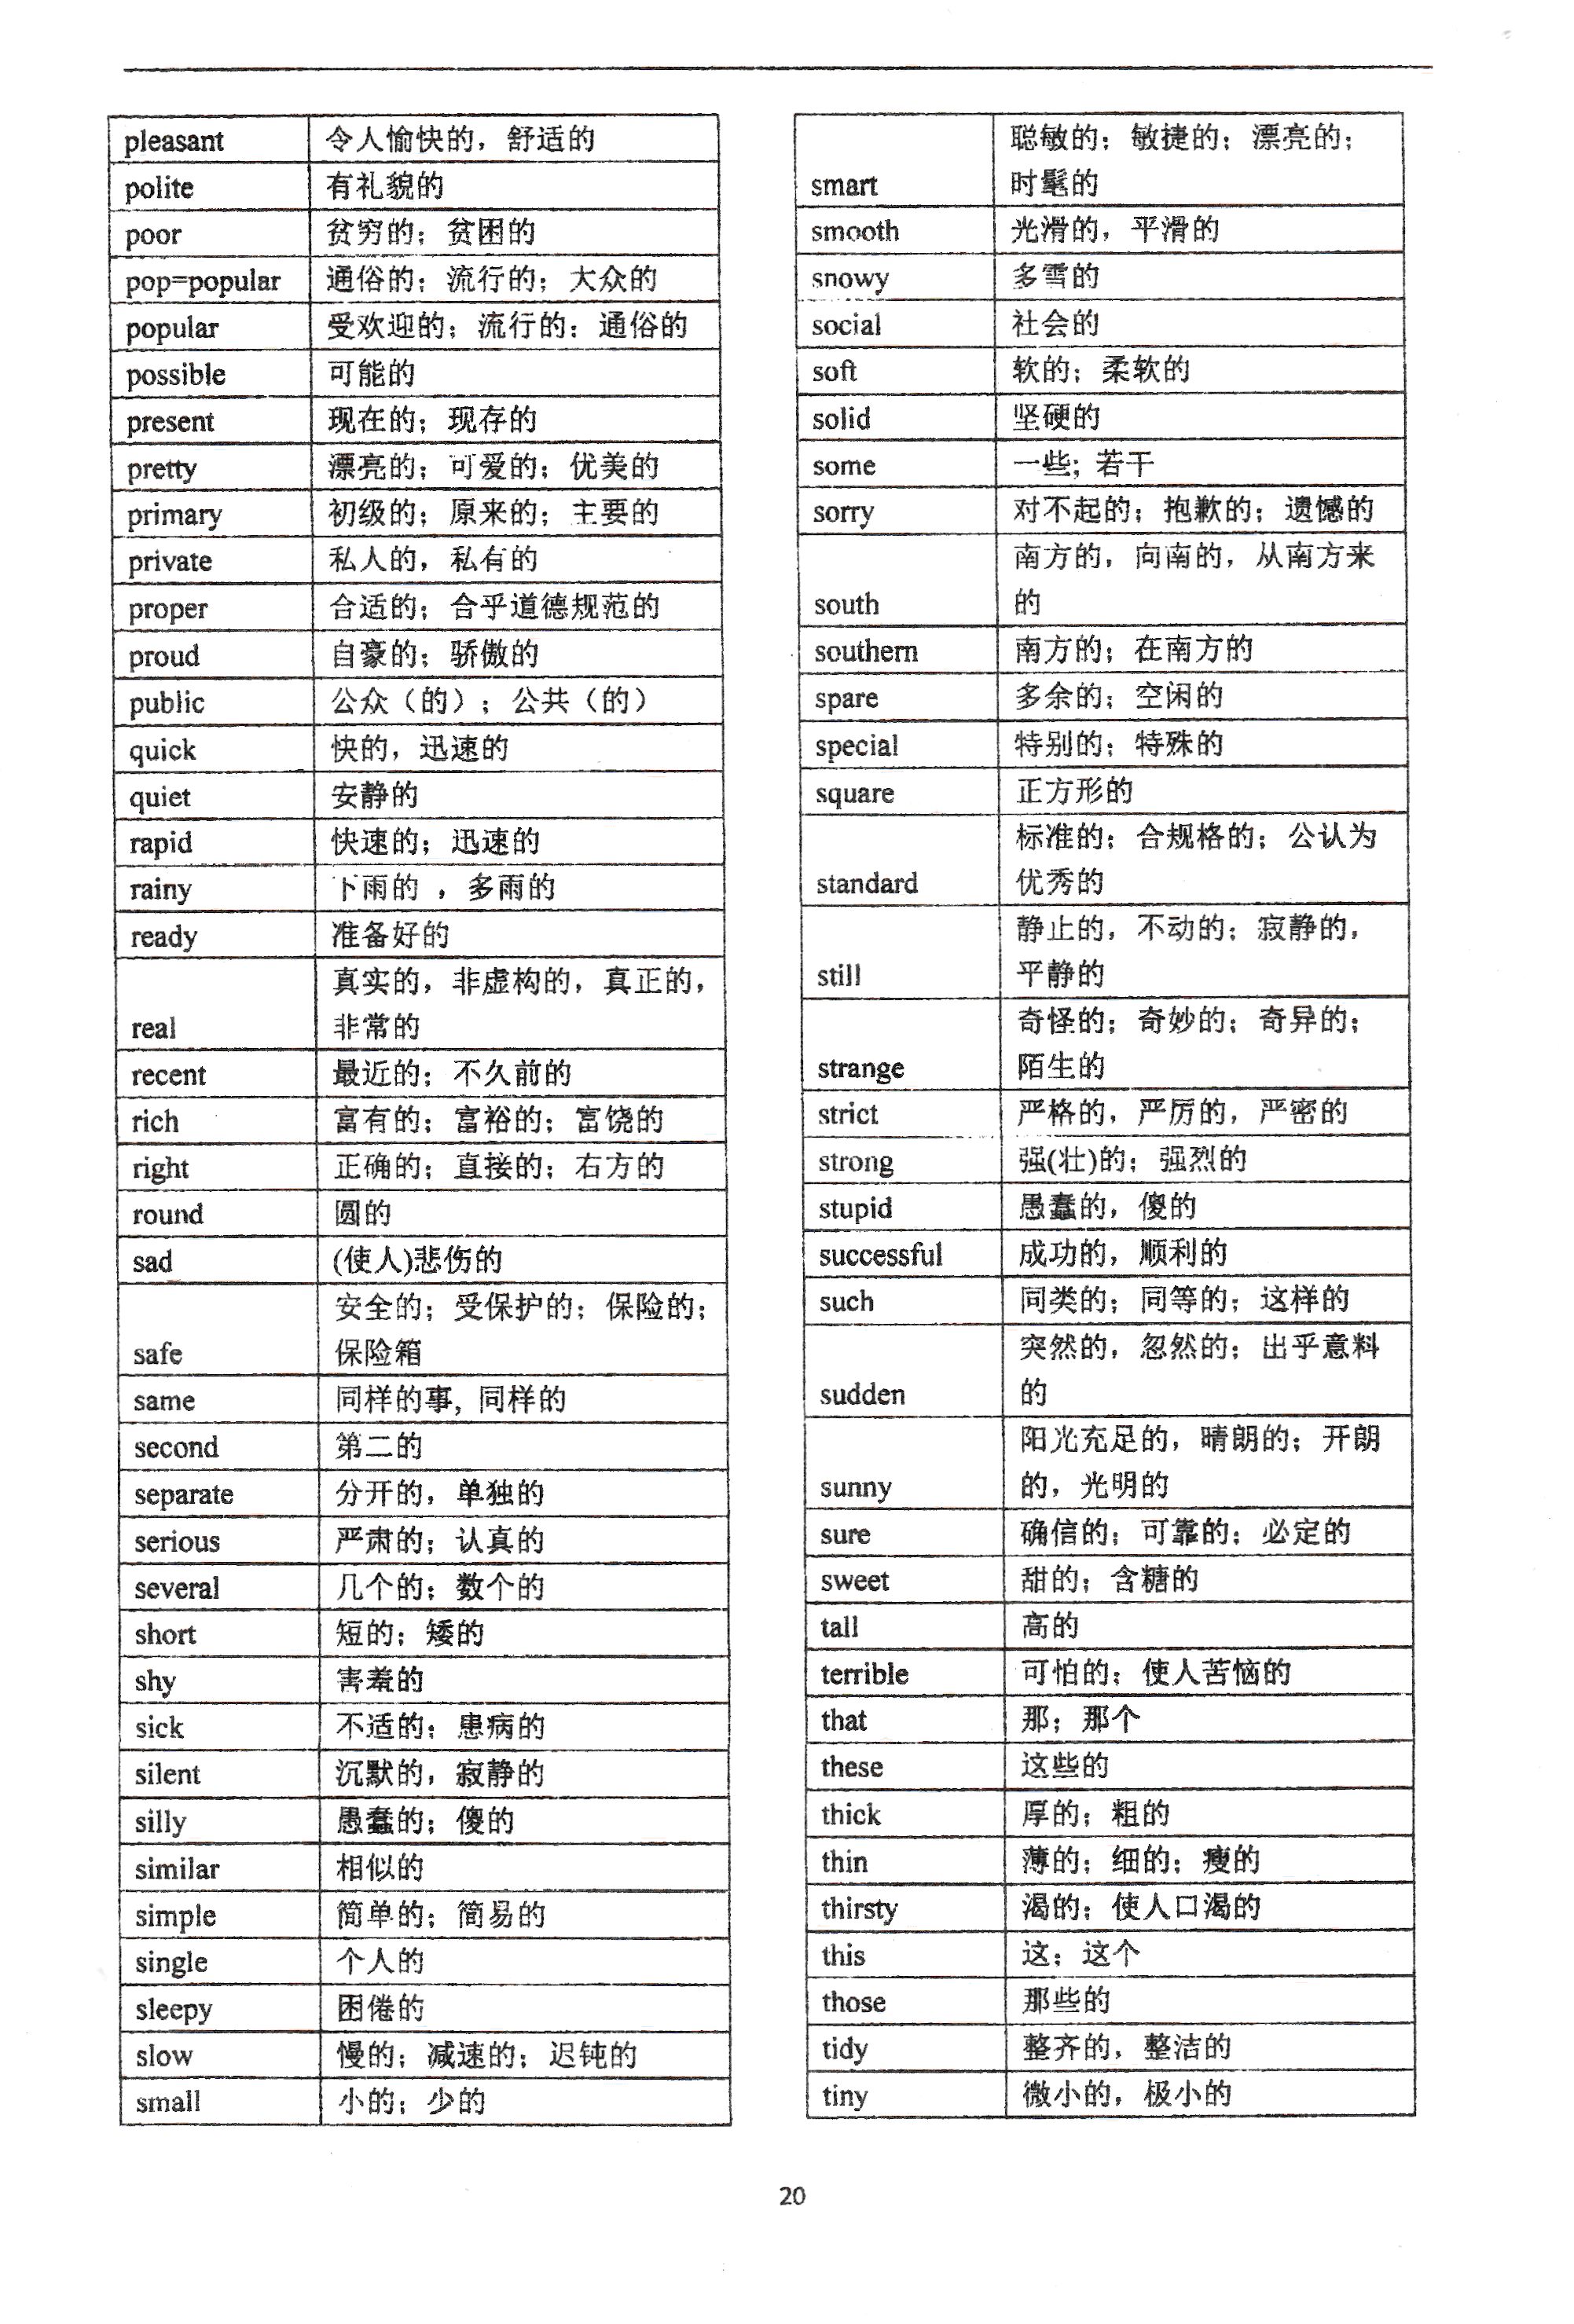 pleasant 令人愉快的，舒适的
polite 有礼貌的
poor 贫穷的；贫困的
pop=popular 通俗的；流行的；大众的
popular 受欢迎的；流行的；通俗的
possible 可能的
present 现在的；现存的
pretty 漂亮的；可爱的；优美的
primary 初级的；原来的；主要的
private 私人的，私有的
proper 合适的；合乎道德规范的
proud 自豪的；骄傲的
public 公众（的）；公共（的）
quick 快的，迅速的
quiet 安静的
rapid 快速的；迅速的
rainy 下雨的 ，多雨的
ready 准备好的
real 真实的，非虚构的，真正的，
非常的
recent 最近的；不久前的
rich 富有的；富裕的；富饶的
right 正确的；直接的；右方的
round 圆的
sad (使人)悲伤的
safe 安全的；受保护的；保险的；
保险箱
same 同样的事, 同样的
second 第二的
separate 分开的，单独的
serious 严肃的；认真的
several 几个的；数个的
short 短的；矮的
shy 害羞的
sick 不适的；患病的
silent 沉默的，寂静的
silly 愚蠢的；傻的
similar 相似的
simple 简单的；简易的
single 个人的
sleepy 困倦的
slow 慢的；减速的；迟钝的
small 小的；少的
smart 聪敏的；敏捷的；漂亮的；
时髦的
smooth 光滑的，平滑的
snowy 多雪的
social 社会的
soft 软的；柔软的
solid 坚硬的
some 一些; 若干
sorry 对不起的；抱歉的；遗憾的
south 南方的，向南的，从南方来
的
southern 南方的；在南方的
spare 多余的；空闲的
special 特别的；特殊的
square 正方形的
standard 标准的；合规格的；公认为
优秀的
still 静止的，不动的；寂静的，
平静的
strange 奇怪的；奇妙的；奇异的；
陌生的
strict 严格的，严厉的，严密的
strong 强(壮)的；强烈的
stupid 愚蠢的，傻的
successful 成功的，顺利的
such 同类的；同等的；这样的
sudden 突然的，忽然的；出乎意料
的
sunny 阳光充足的，晴朗的；开朗
的，光明的
sure 确信的；可靠的；必定的
sweet 甜的；含糖的
tall 高的
terrible 可怕的；使人苦恼的
that 那；那个
these 这些的
thick 厚的；粗的
thin 薄的；细的；瘦的
thirsty 渴的；使人口渴的
this 这；这个
those 那些的
tidy 整齐的，整洁的
tiny 微小的，极小的
20